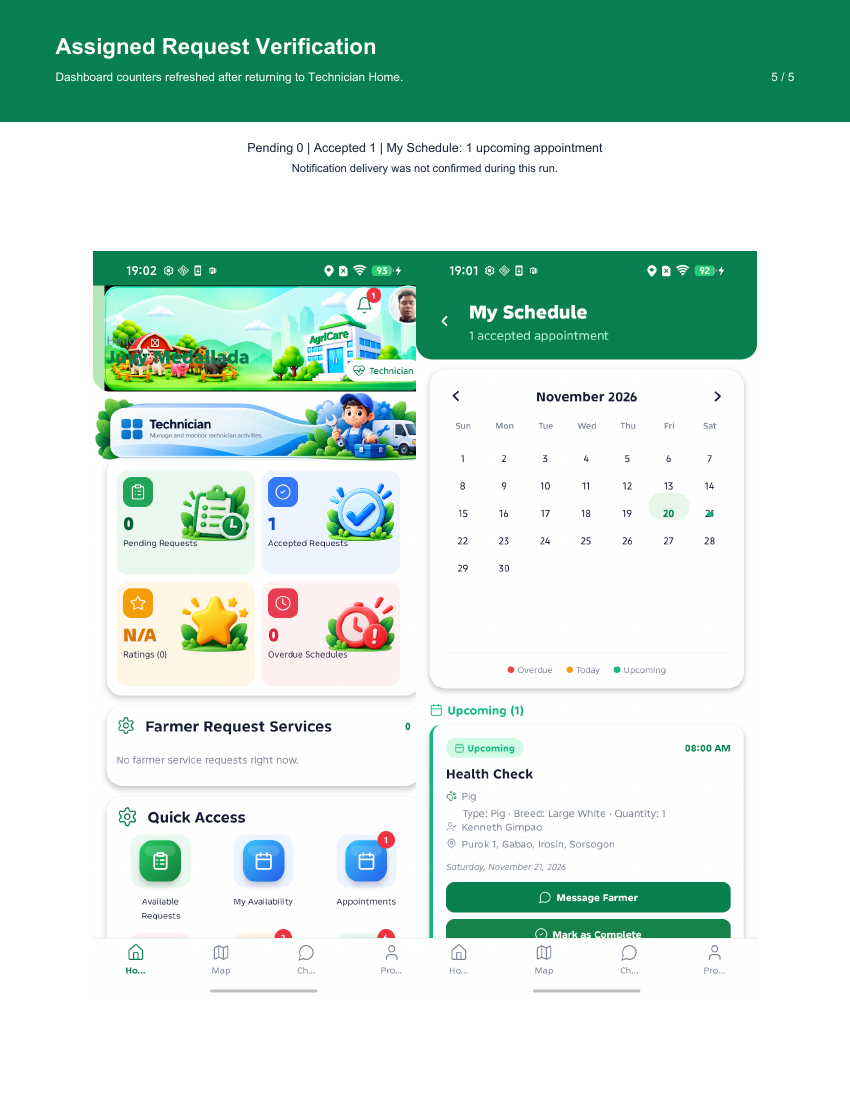 Assigned Request Verification
Dashboard counters refreshed after returning to Technician Home.
5 / 5
Pending 0 | Accepted 1 | My Schedule: 1 upcoming appointment
Notification delivery was not confirmed during this run.
19:02
93
1
Hello,
Medallada
AgriCare
Technician
Technician
Manage and monitor technician activities
0
Pending Requests
1
Accepted Requests
N/A
Ratings (0)
0
Overdue Schedules
Farmer Request Services
0
No farmer service requests right now.
Quick Access
1
Available
Requests
My Availability
Appointments
Ho...
Map
Ch...
Pro...
19:01
92
My Schedule
1 accepted appointment
November 2026
Sun Mon Tue Wed Thu Fri Sat
1 2 3 4 5 6 7
8 9 10 11 12 13 14
15 16 17 18 19 20 21
22 23 24 25 26 27 28
29 30
Overdue Today Upcoming
Upcoming (1)
Upcoming
08:00 AM
Health Check
Pig
Type: Pig · Breed: Large White · Quantity: 1
Kenneth Gimpao
Purok 1, Gabao, Irosin, Sorsogon
Saturday, November 21, 2026
Message Farmer
Mark as Complete
Ho...
Map
Ch...
Pro...